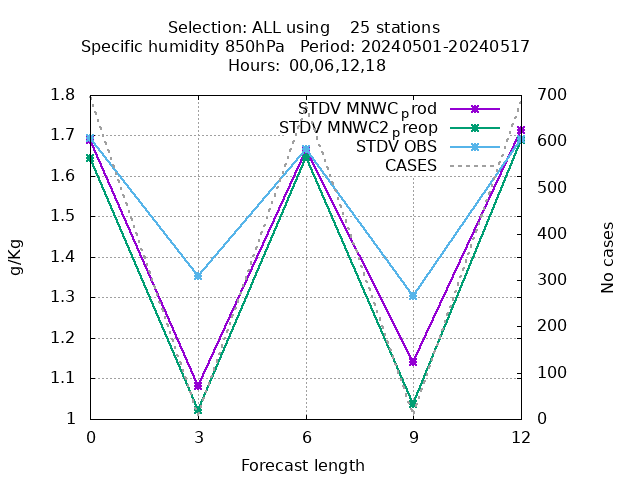 Selection: ALL using    25 stations
Specific humidity 850hPa   Period: 20240501-20240517
Hours: 00,06,12,18
STDV MNWCprod
STDV MNWC2preop
STDV OBS
CASES
1.8
1.7
1.6
1.5
1.4
1.3
1.2
1.1
1
700
600
500
400
300
200
100
0
g/Kg
No cases
0 3 6 9 12
Forecast length